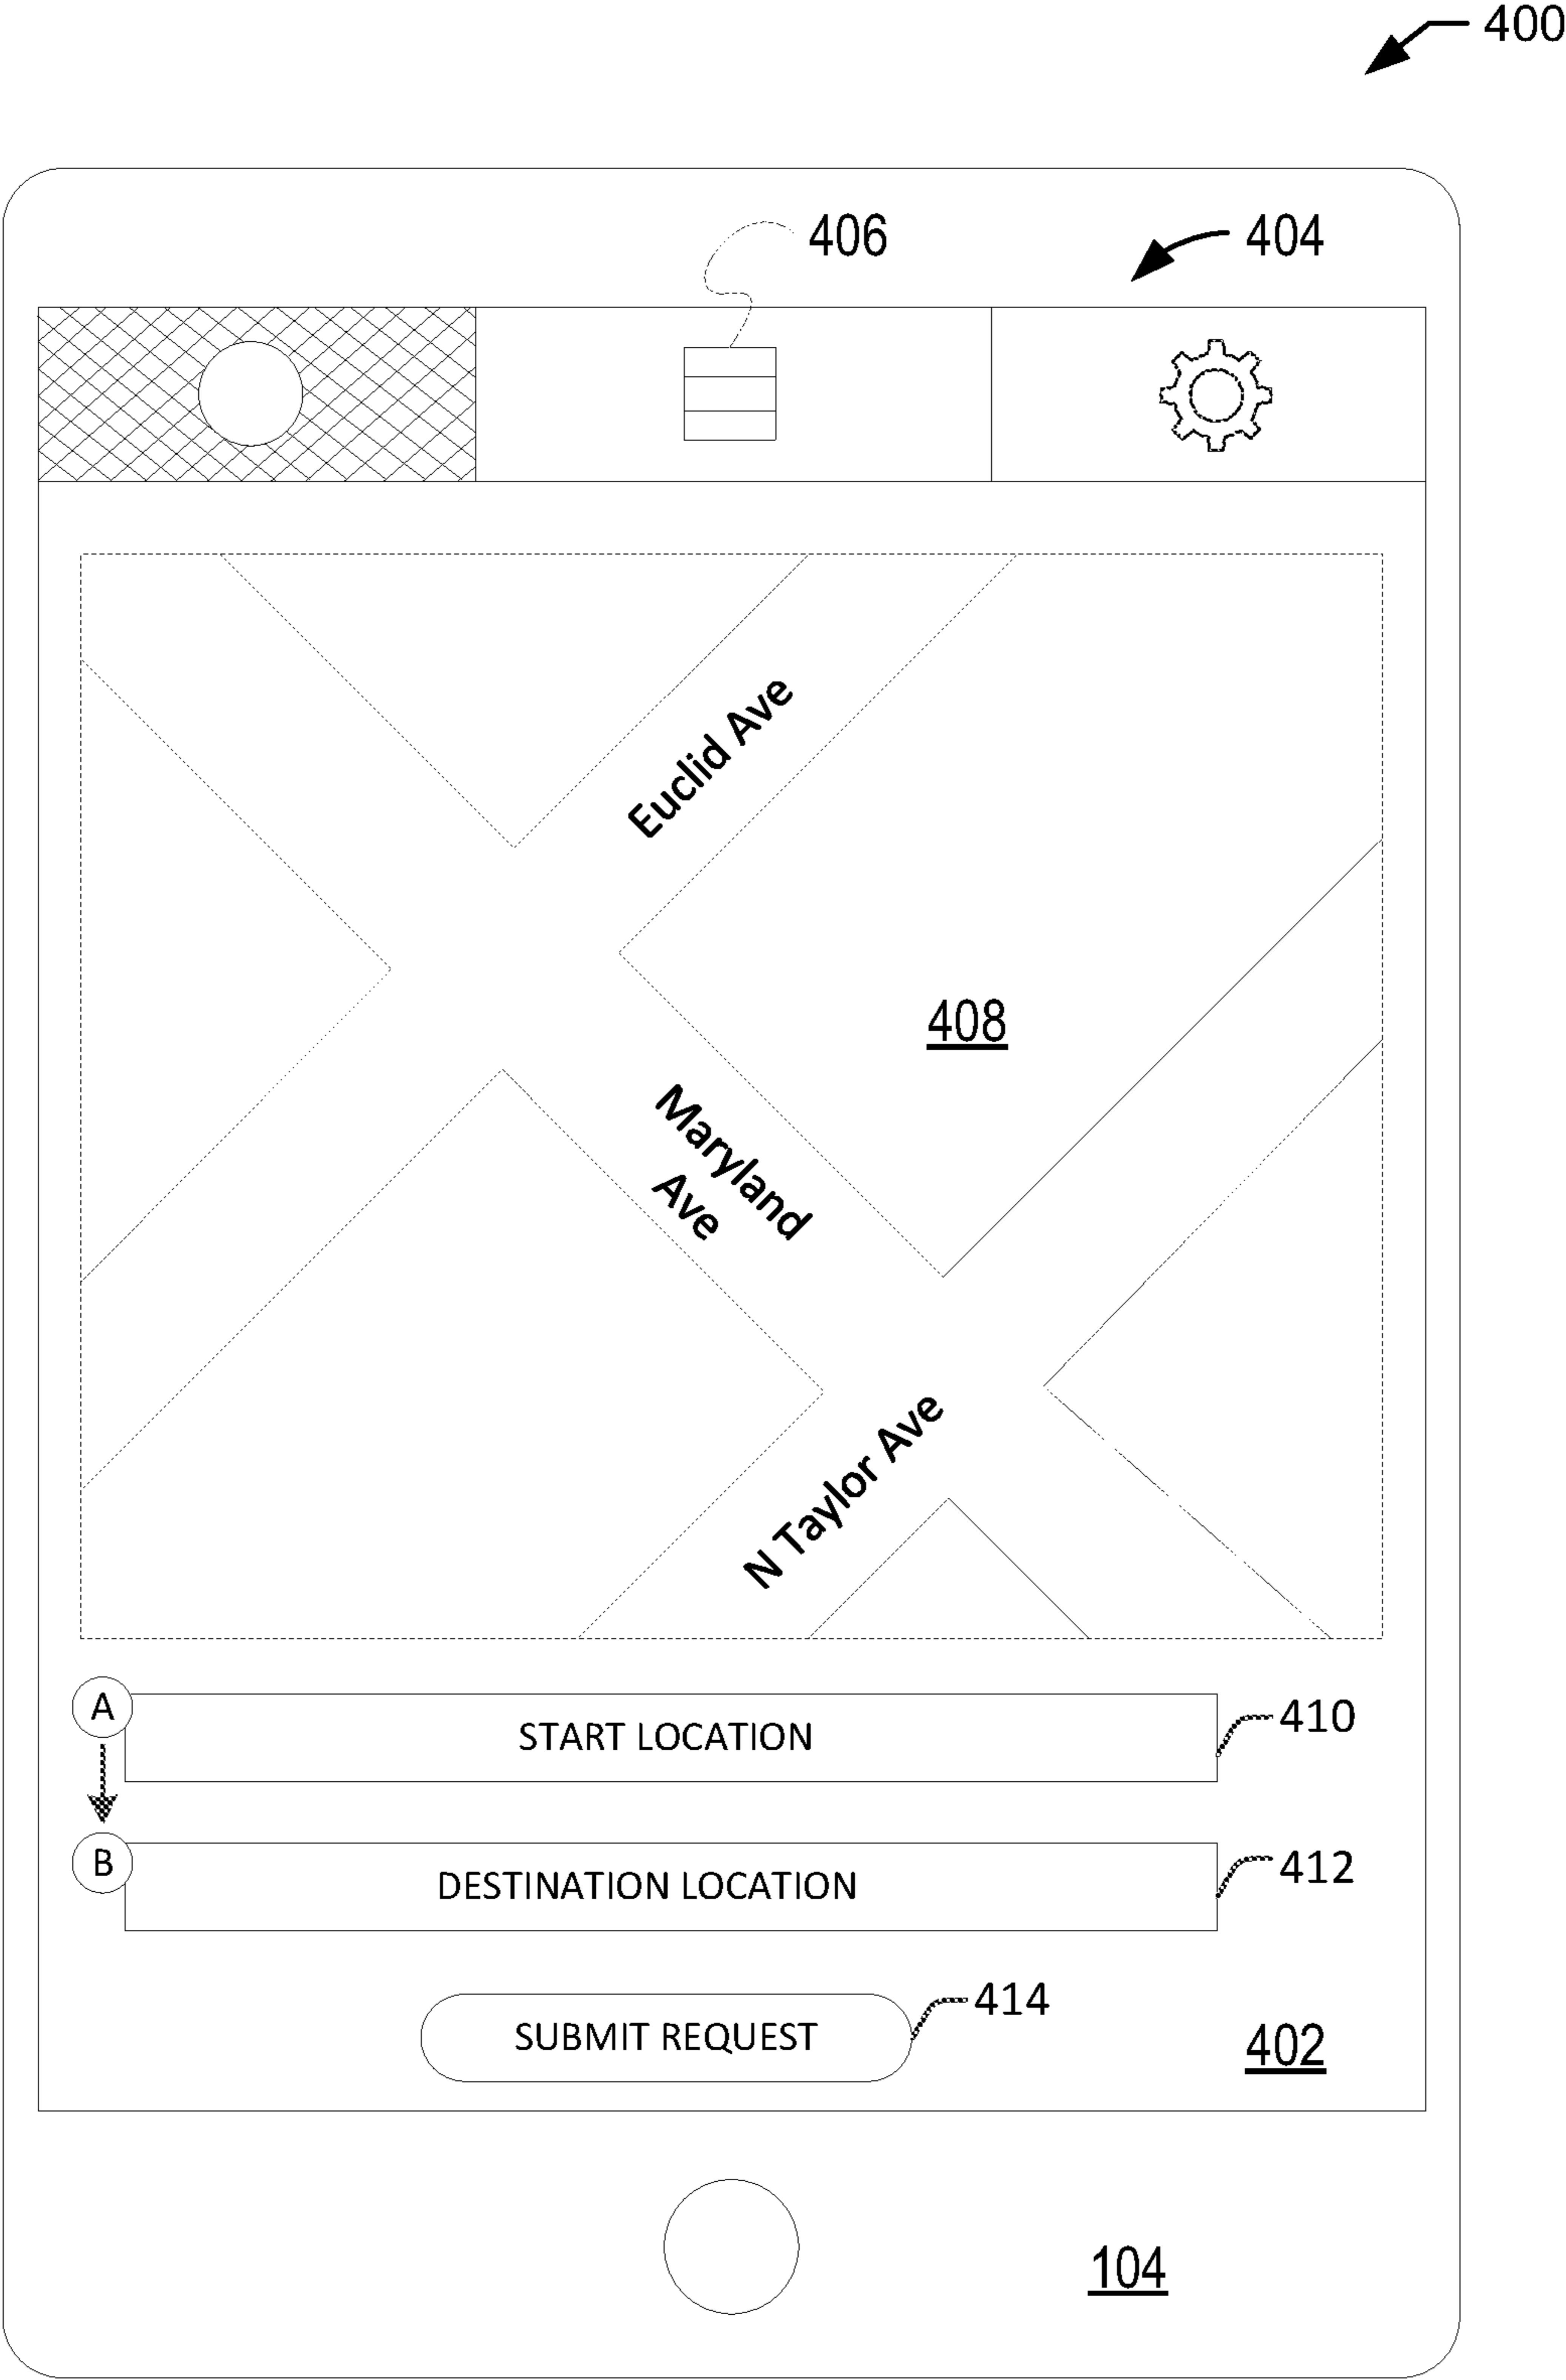 400
406
404
Euclid Ave
408
Maryland
Ave
N Taylor Ave
A
START LOCATION
410
B
DESTINATION LOCATION
412
SUBMIT REQUEST
414
402
104